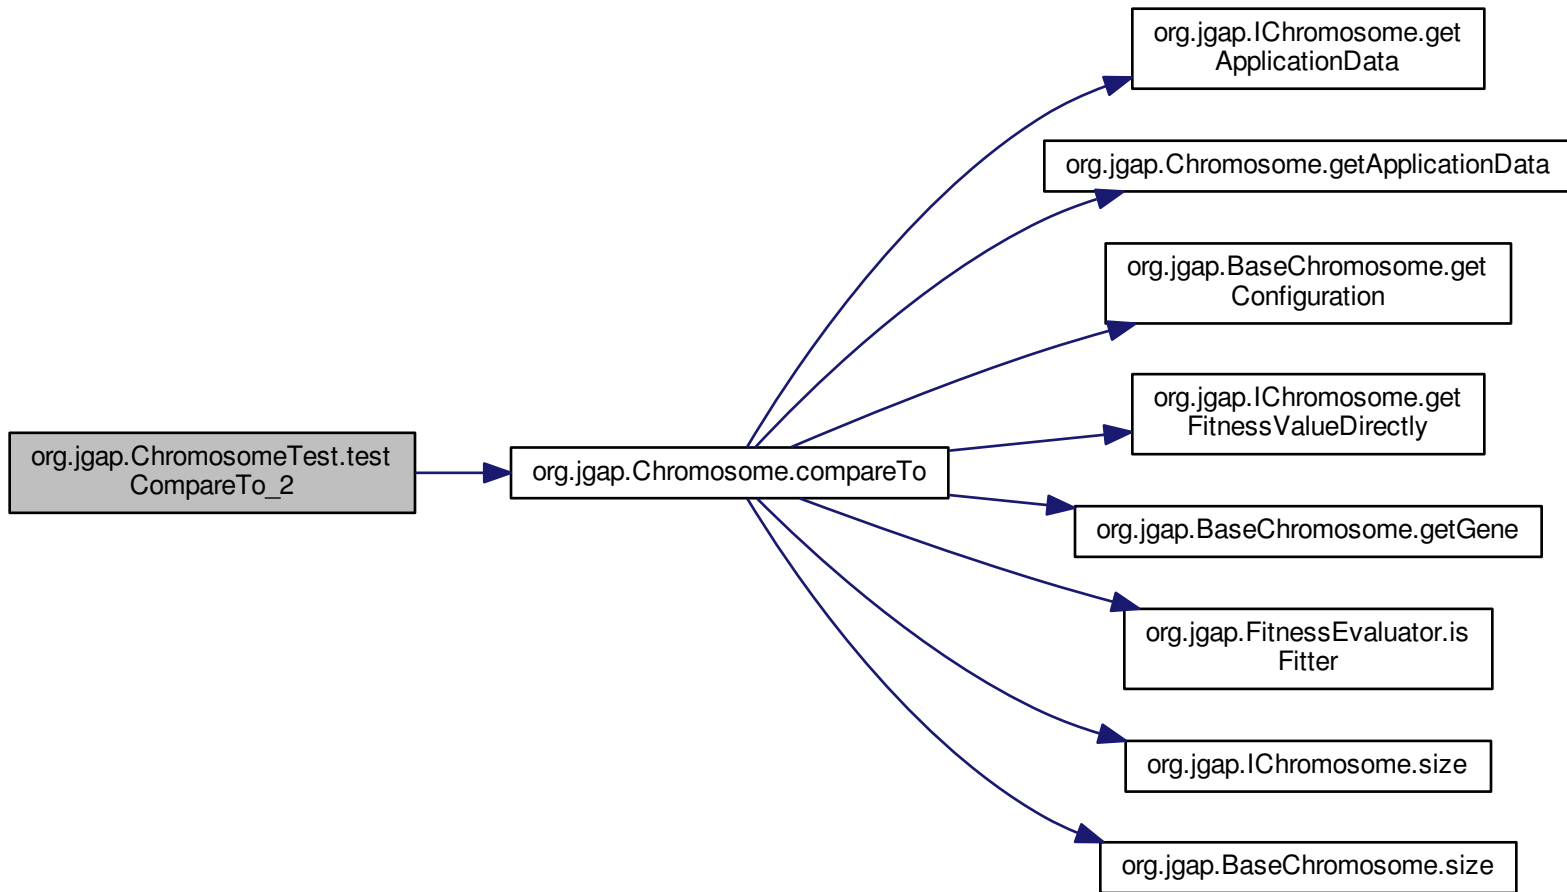 org.jgap.ChromosomeTest.test
CompareTo_2
org.jgap.Chromosome.compareTo
org.jgap.IChromosome.get
ApplicationData
org.jgap.Chromosome.getApplicationData
org.jgap.BaseChromosome.get
Configuration
org.jgap.IChromosome.get
FitnessValueDirectly
org.jgap.BaseChromosome.getGene
org.jgap.FitnessEvaluator.is
Fitter
org.jgap.IChromosome.size
org.jgap.BaseChromosome.size